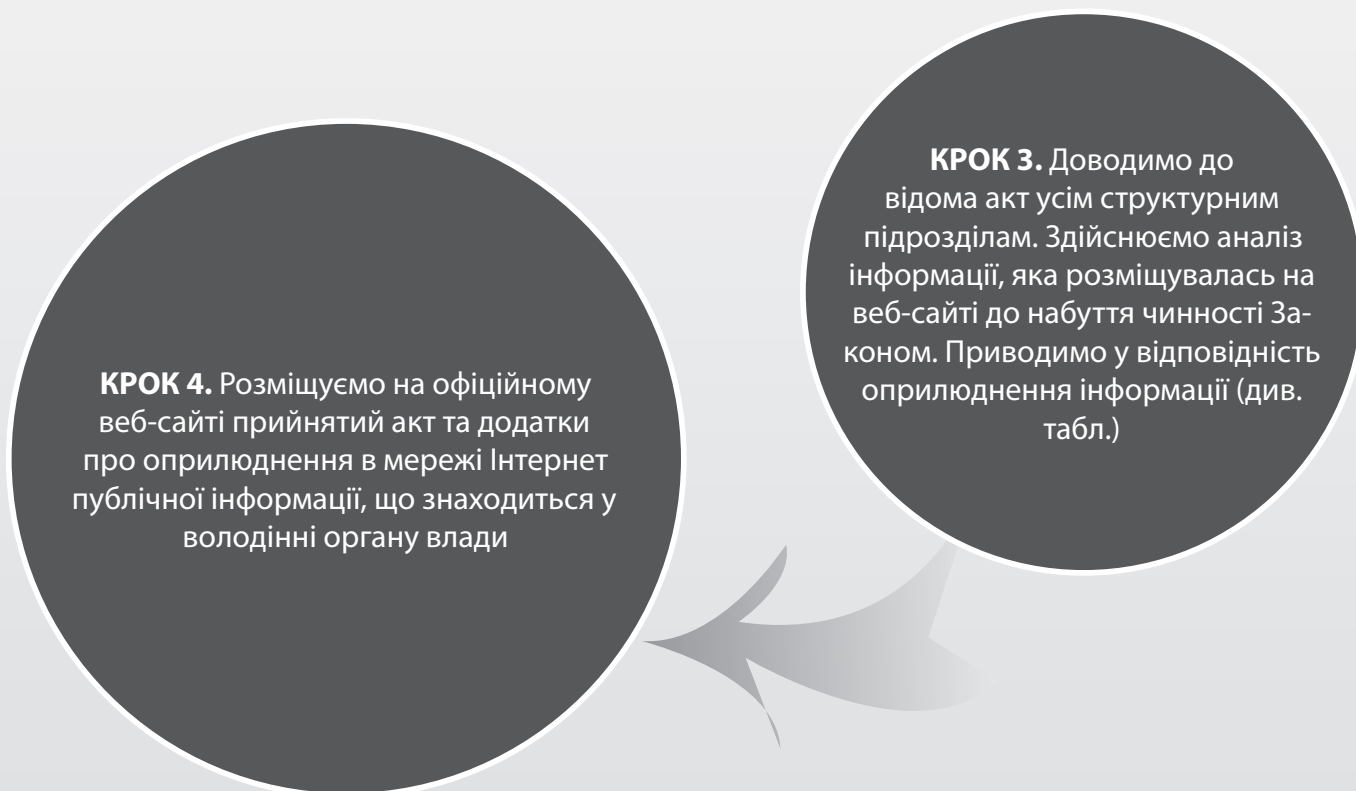 КРОК 3. Доводимо до
відома акт усім структурним
підрозділам. Здійснюємо аналіз
інформації, яка розміщувалась на
веб-сайті до набуття чинності За-
коном. Приводимо у відповідність
оприлюднення інформації (див.
табл.)
КРОК 4. Розміщуємо на офіційному
веб-сайті прийнятий акт та додатки
про оприлюднення в мережі Інтернет
публічної інформації, що знаходиться у
володінні органу влади